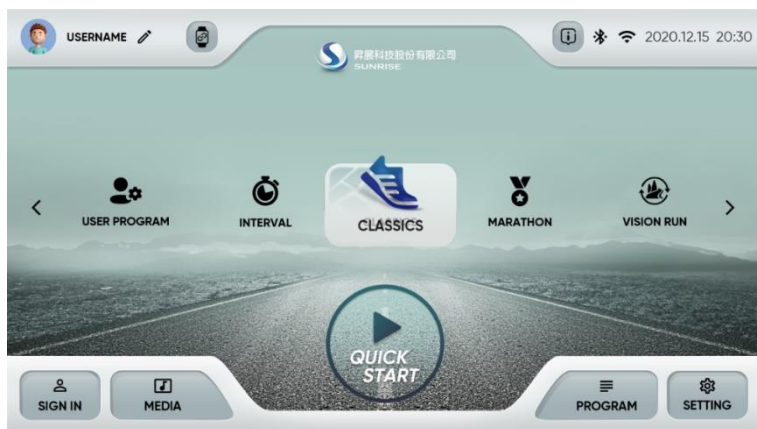 USERNAME
2020.12.15 20:30
昇展科技股份有限公司
SUNRISE
USER PROGRAM
INTERVAL
CLASSICS
MARATHON
VISION RUN
QUICK
START
SIGN IN
MEDIA
PROGRAM
SETTING